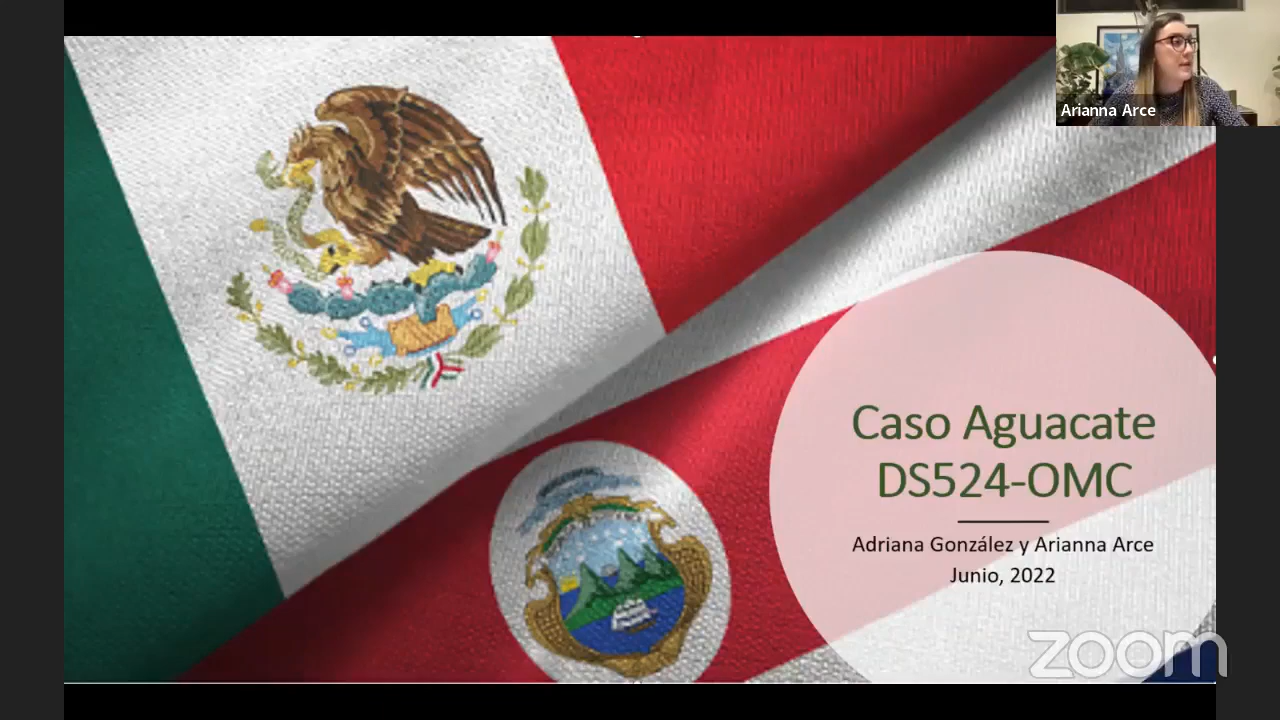 Arianna Arce
Caso Aguacate
DS524-OMC
Adriana González y Arianna Arce
Junio, 2022
zoom